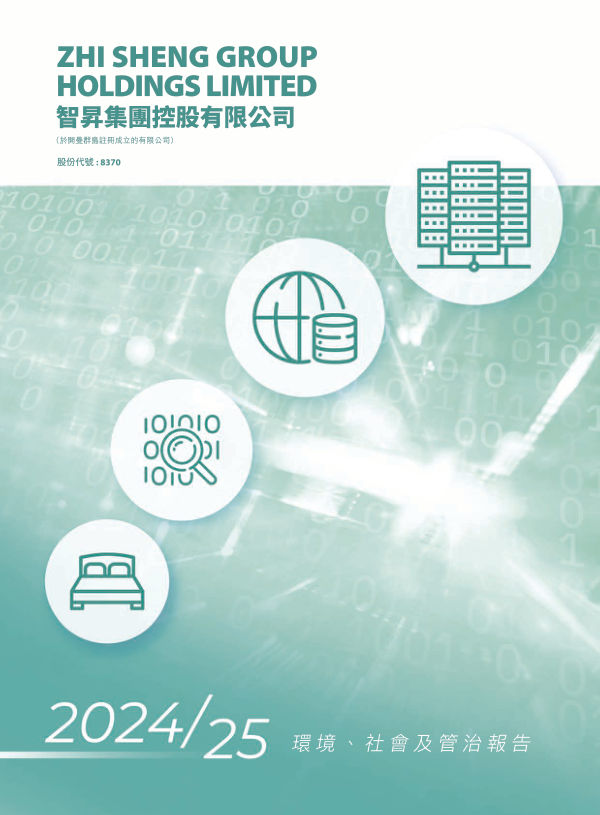 ZHI SHENG GROUP
HOLDINGS LIMITED
智昇集團控股有限公司
(於開曼群島註冊成立的有限公司)
股份代號 : 8370
101010
101010
2024/25
環境、社會及管治報告